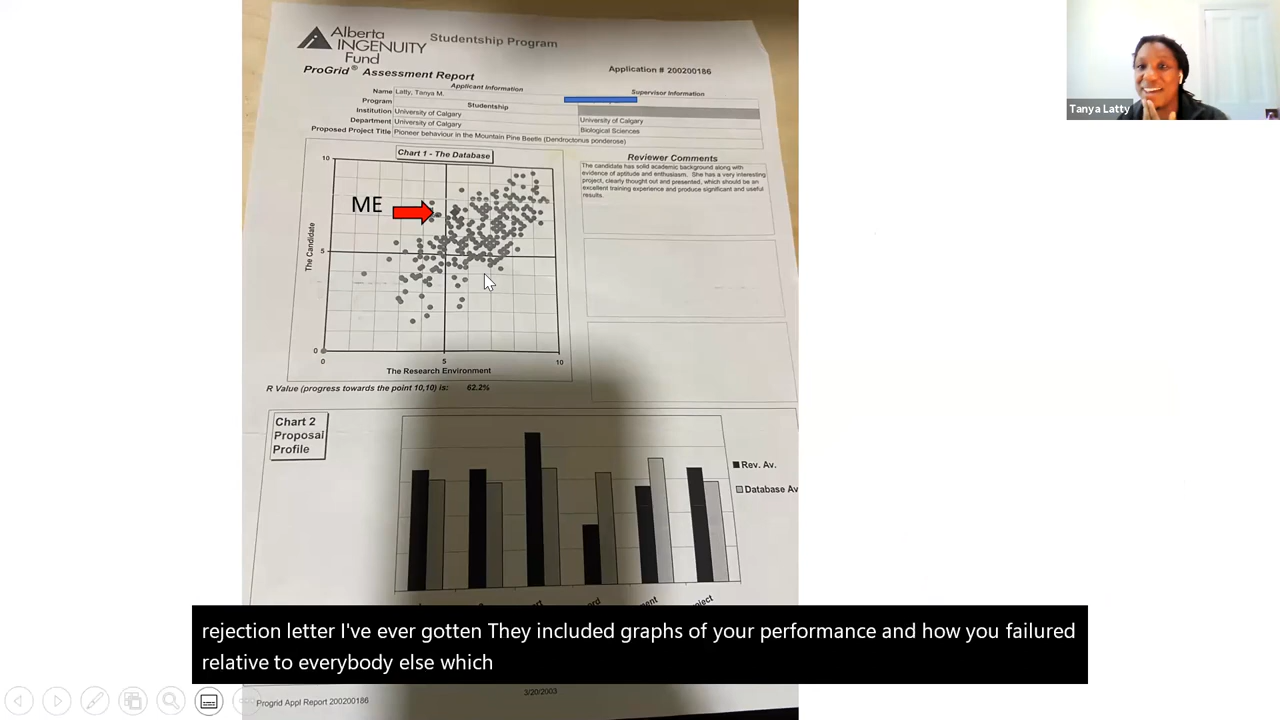 Alberta
INGENUITY
Fund
Studentship Program
ProGrid® Assessment Report
Application # 200200186
Applicant Information
Supervisor Information
Name Latty, Tanya M.
Program Studentship
Institution University of Calgary
University of Calgary
Department University of Calgary
Biological Sciences
Proposed Project Title Pioneer behaviour in the Mountain Pine Beetle (Dendroctonus ponderose)
Chart 1 - The Database
Reviewer Comments
The candidate has solid academic background along with
evidence of aptitude and enthusiasm. She has a very interesting
project, clearly thought out and presented, which should be an
excellent training experience and produce significant and useful
results.
10
ME
The Candidate
5
0
0
5
10
The Research Environment
R Value (progress towards the point 10,10) is: 62.2%
Chart 2
Proposal
Profile
Rev. Av.
Database Av
Tanya Latty
rejection letter I've ever gotten They included graphs of your performance and how you failured
relative to everybody else which
3/20/2003
Progrid Appl Report 200200186